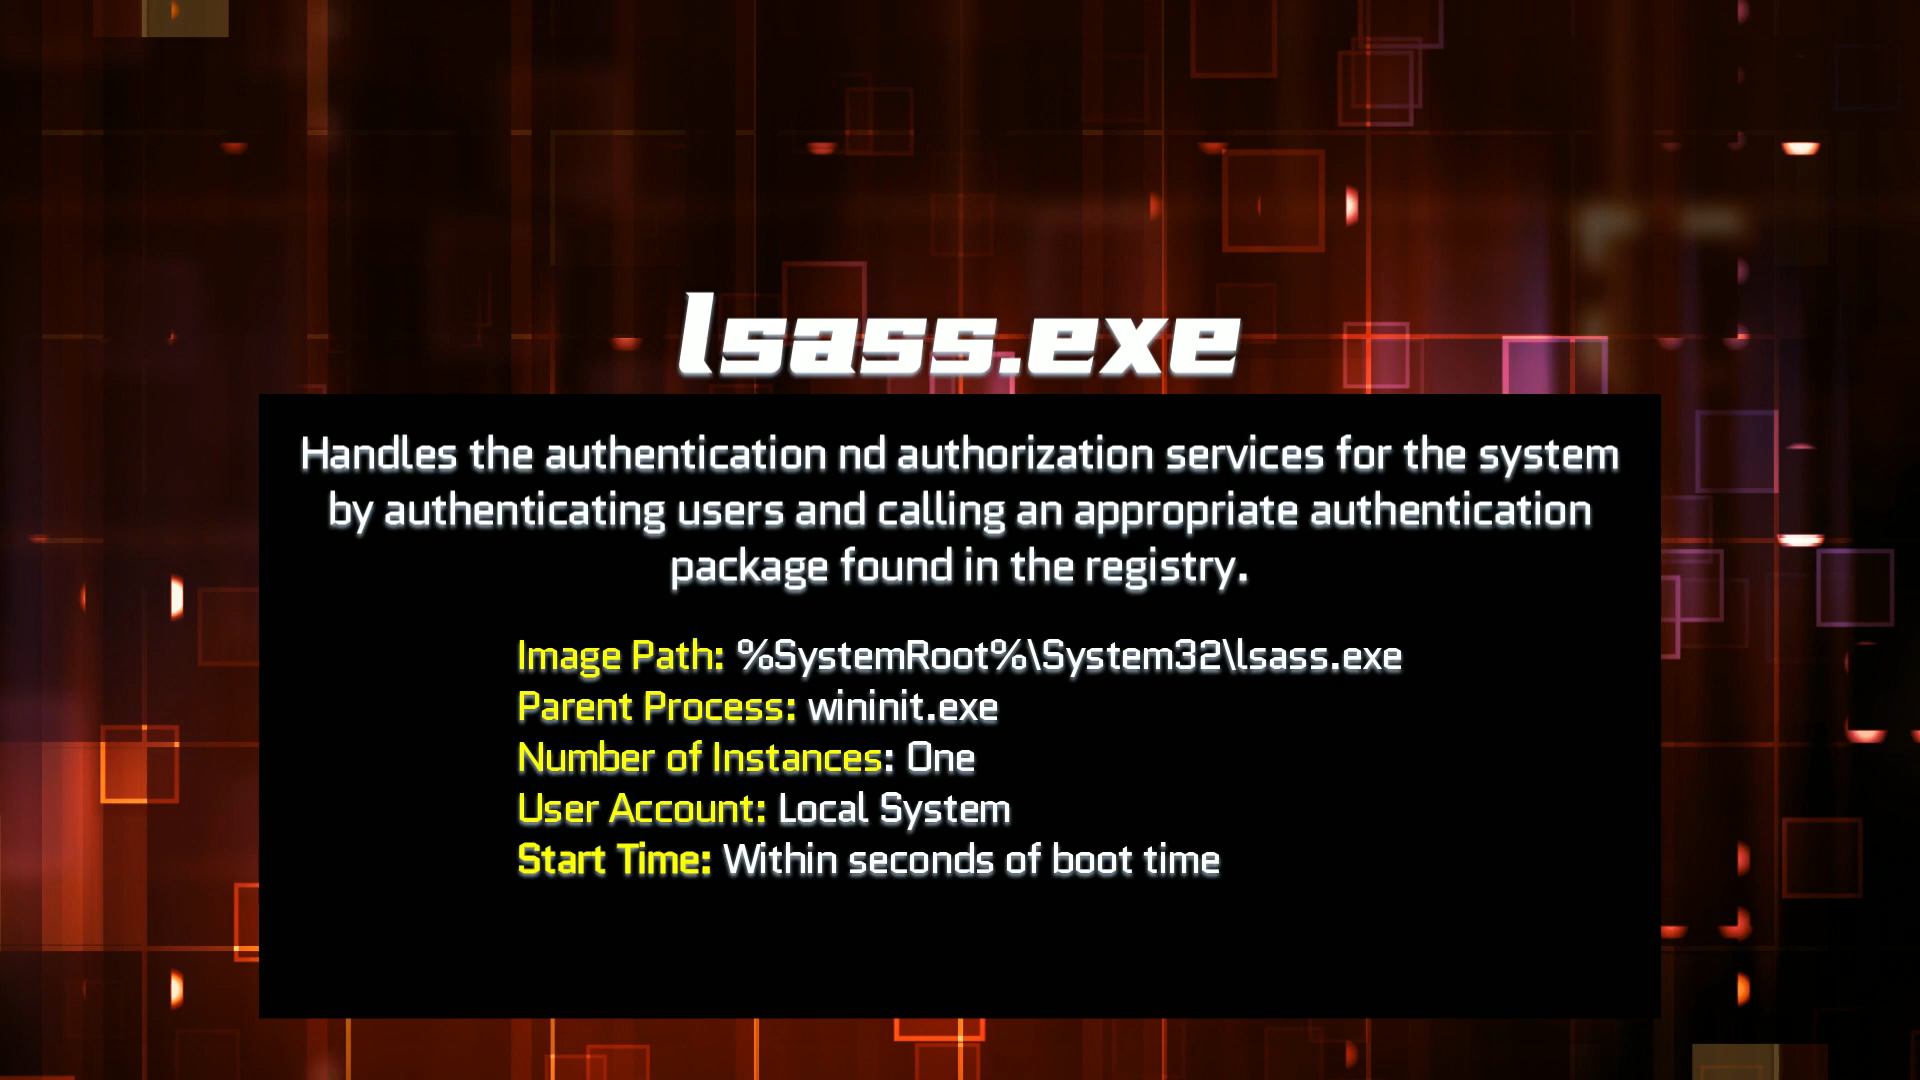 lsass.exe
Handles the authentication nd authorization services for the system
by authenticating users and calling an appropriate authentication
package found in the registry.
Image Path: %SystemRoot%\System32\lsass.exe
Parent Process: wininit.exe
Number of Instances: One
User Account: Local System
Start Time: Within seconds of boot time